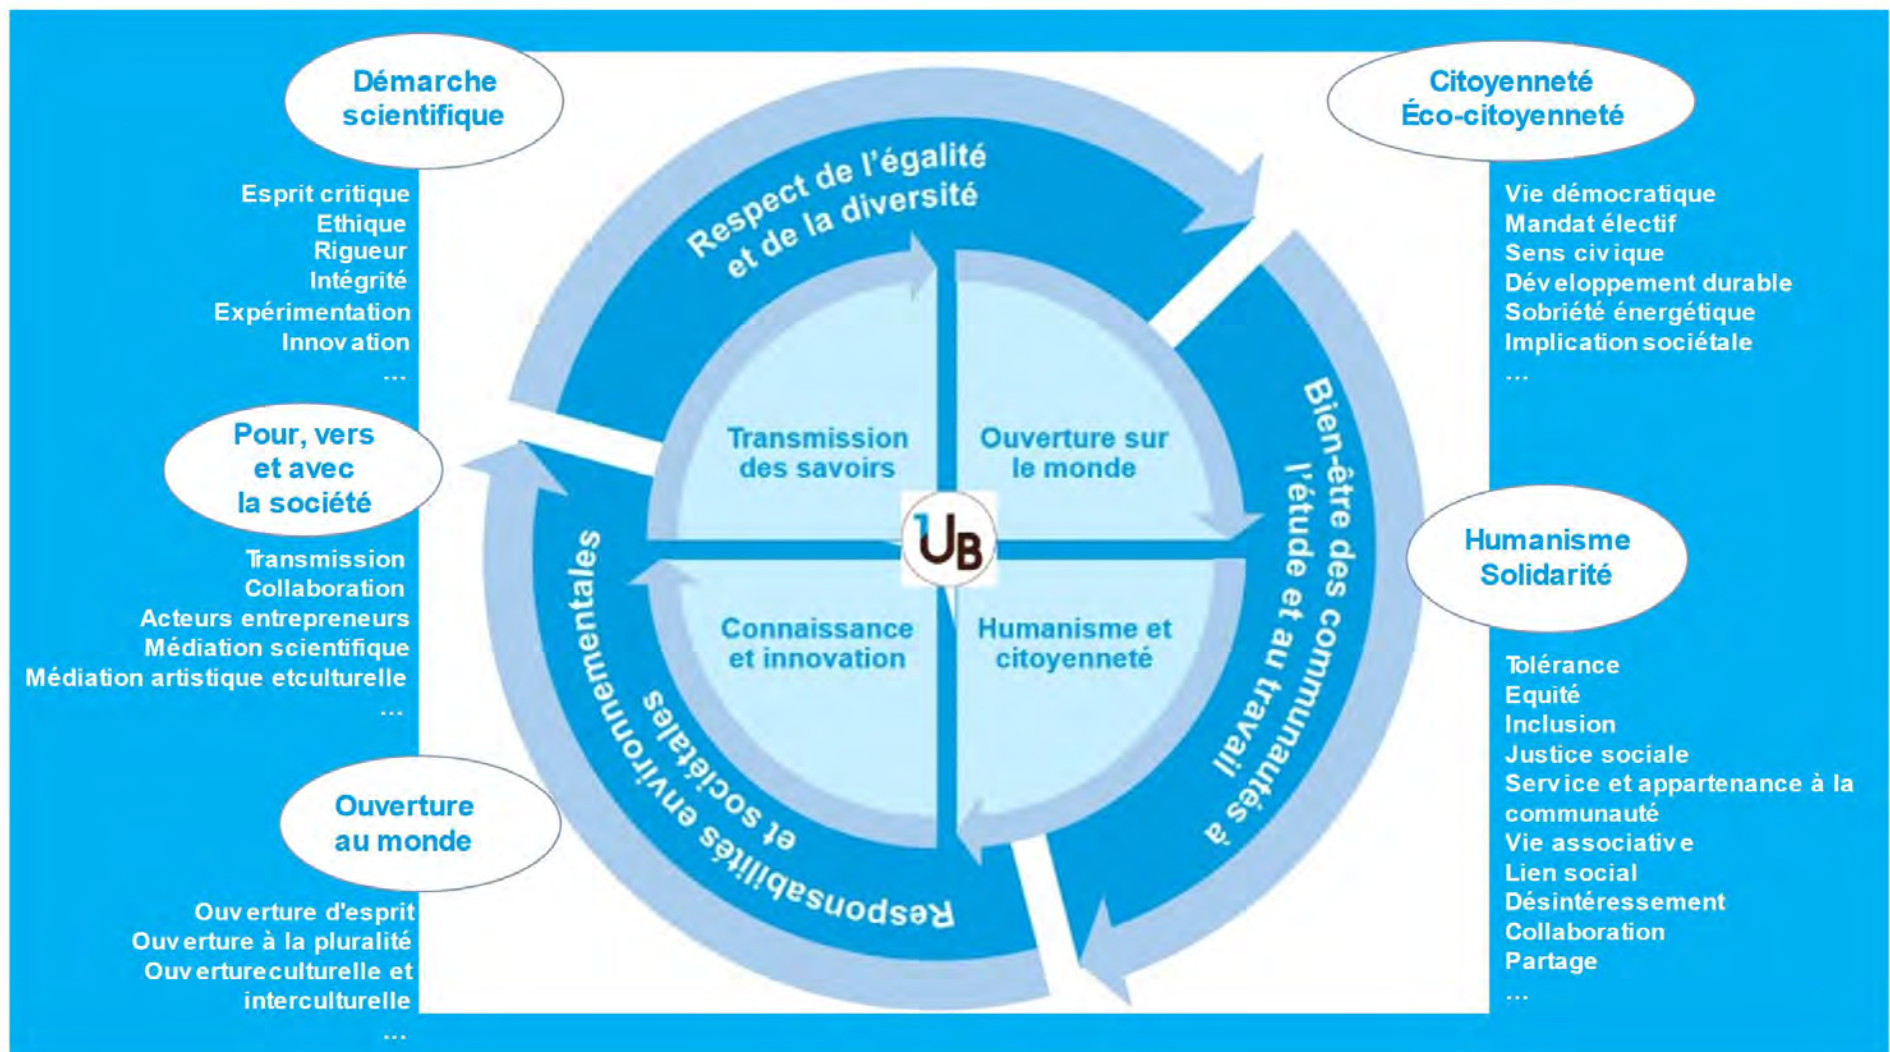 Démarche
scientifique
Esprit critique
Ethique
Rigueur
Intégrité
Expérimentation
Innovation
...
Pour, vers
et avec
la société
Transmission
Collaboration
Acteurs entrepreneurs
Médiation scientifique
Médiation artistique etculturelle
...
Ouverture
au monde
Ouverture d'esprit
Ouverture à la pluralité
Ouvertureculturelle et
interculturelle
...
Respect de l'égalité
et de la diversité
Bien-être des communautés à
l'étude et au travail
Responsabilités environnementales
et sociétales
Transmission
des savoirs
Ouverture sur
le monde
UB
Connaissance
et innovation
Humanisme et
citoyenneté
Citoyenneté
Éco-citoyenneté
Vie démocratique
Mandat électif
Sens civique
Développement durable
Sobriété énergétique
Implication sociétale
...
Humanisme
Solidarité
Tolérance
Equité
Inclusion
Justice sociale
Service et appartenance à la
communauté
Vie associative
Lien social
Désintéressement
Collaboration
Partage
...